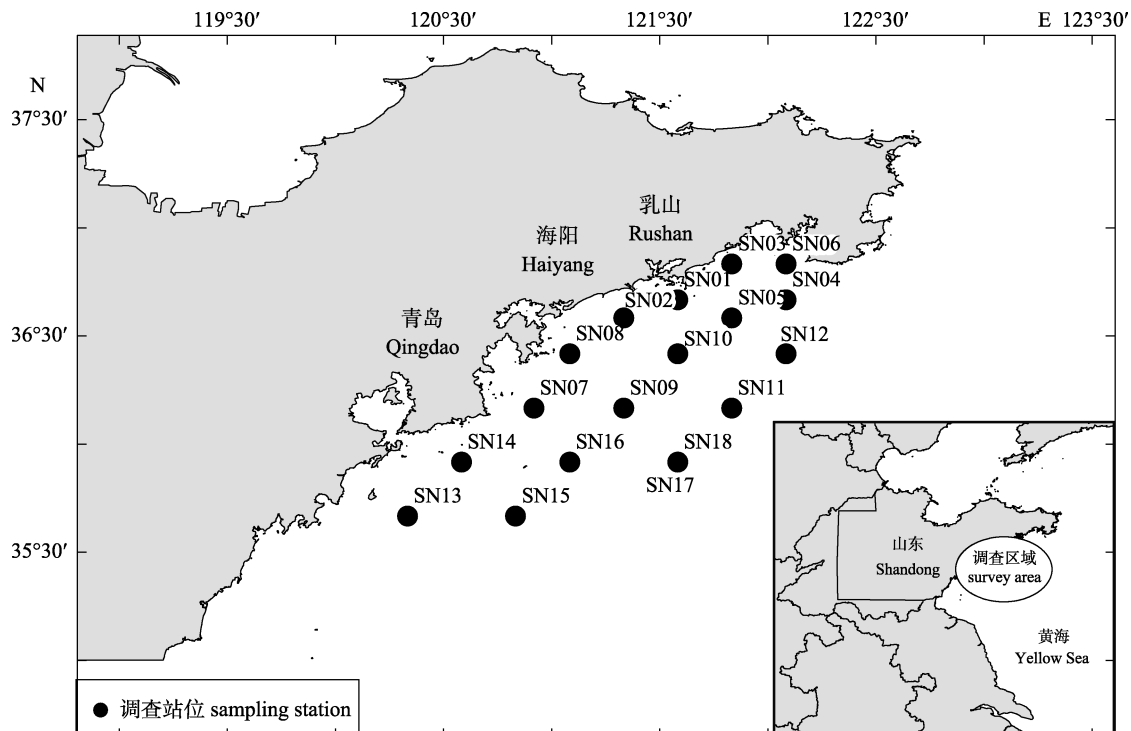 119°30′ 120°30′ 121°30′ 122°30′ E 123°30′
N
37°30′
36°30′
35°30′
乳山
Rushan
海阳
Haiyang
青岛
Qingdao
SN03 SN06
SN01 SN04
SN02 SN05
SN08 SN10 SN12
SN07 SN09 SN11
SN14 SN16 SN18
SN17
SN13 SN15
山东
Shandong
调查区域
survey area
黄海
Yellow Sea
调查站位 sampling station